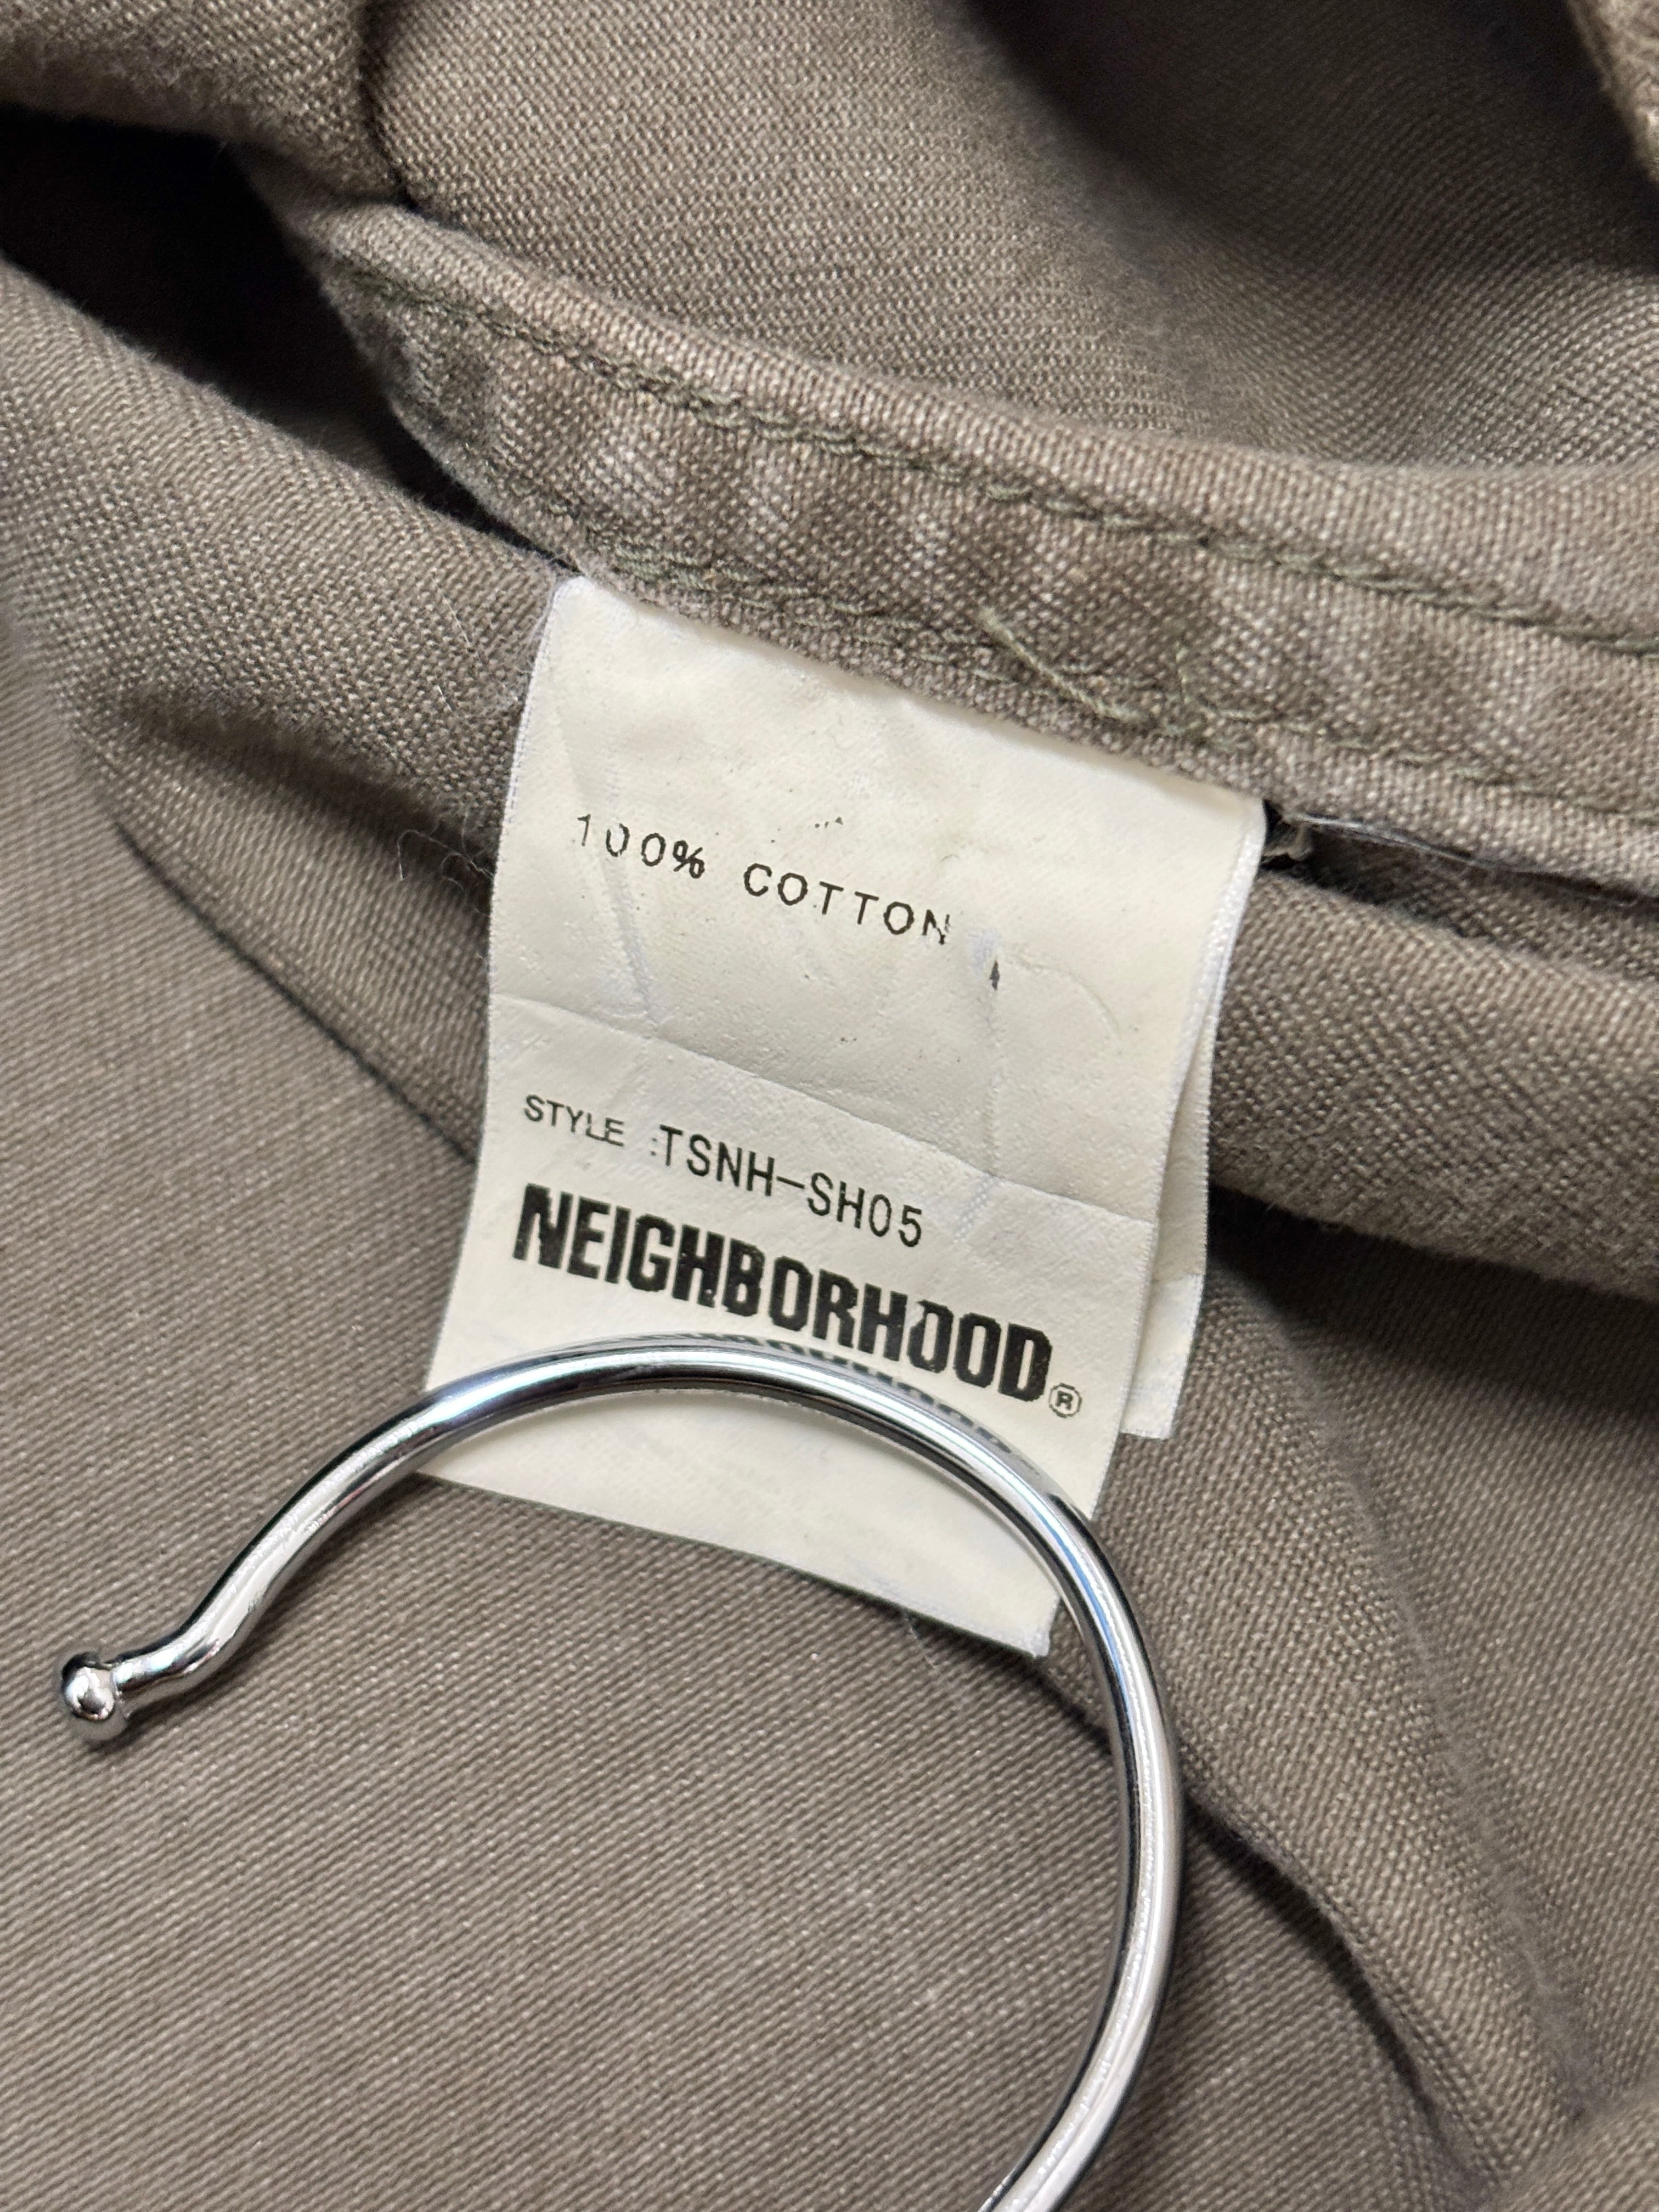 100% COTTON
STYLE :TSNH-SH05
NEIGHBORHOOD®